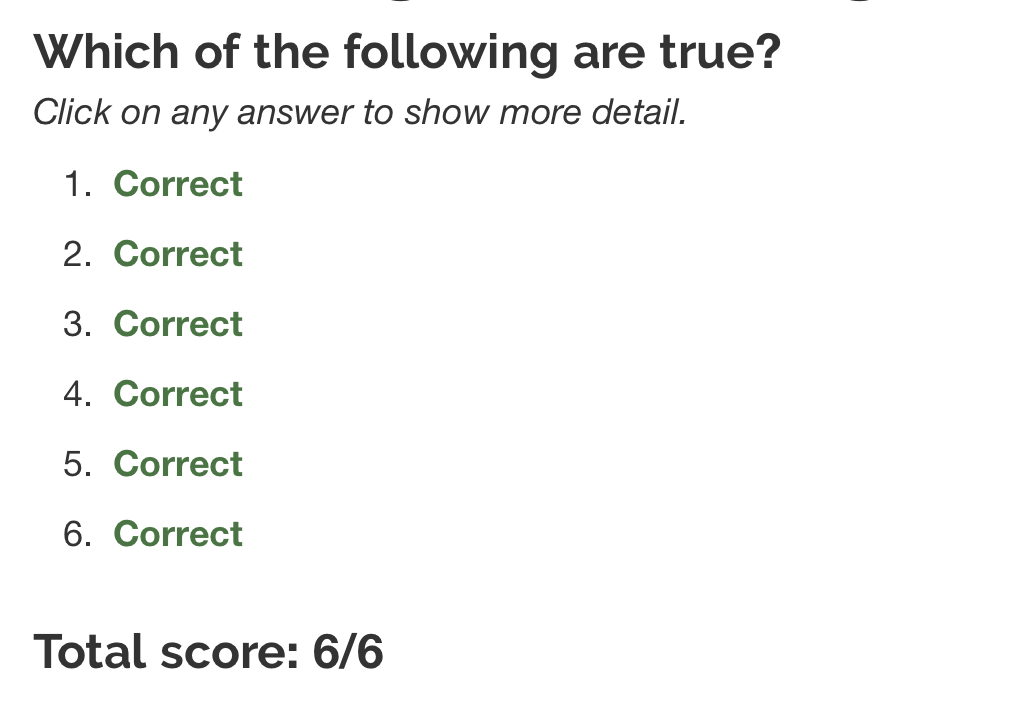 Which of the following are true?
Click on any answer to show more detail.
1. Correct
2. Correct
3. Correct
4. Correct
5. Correct
6. Correct
Total score: 6/6